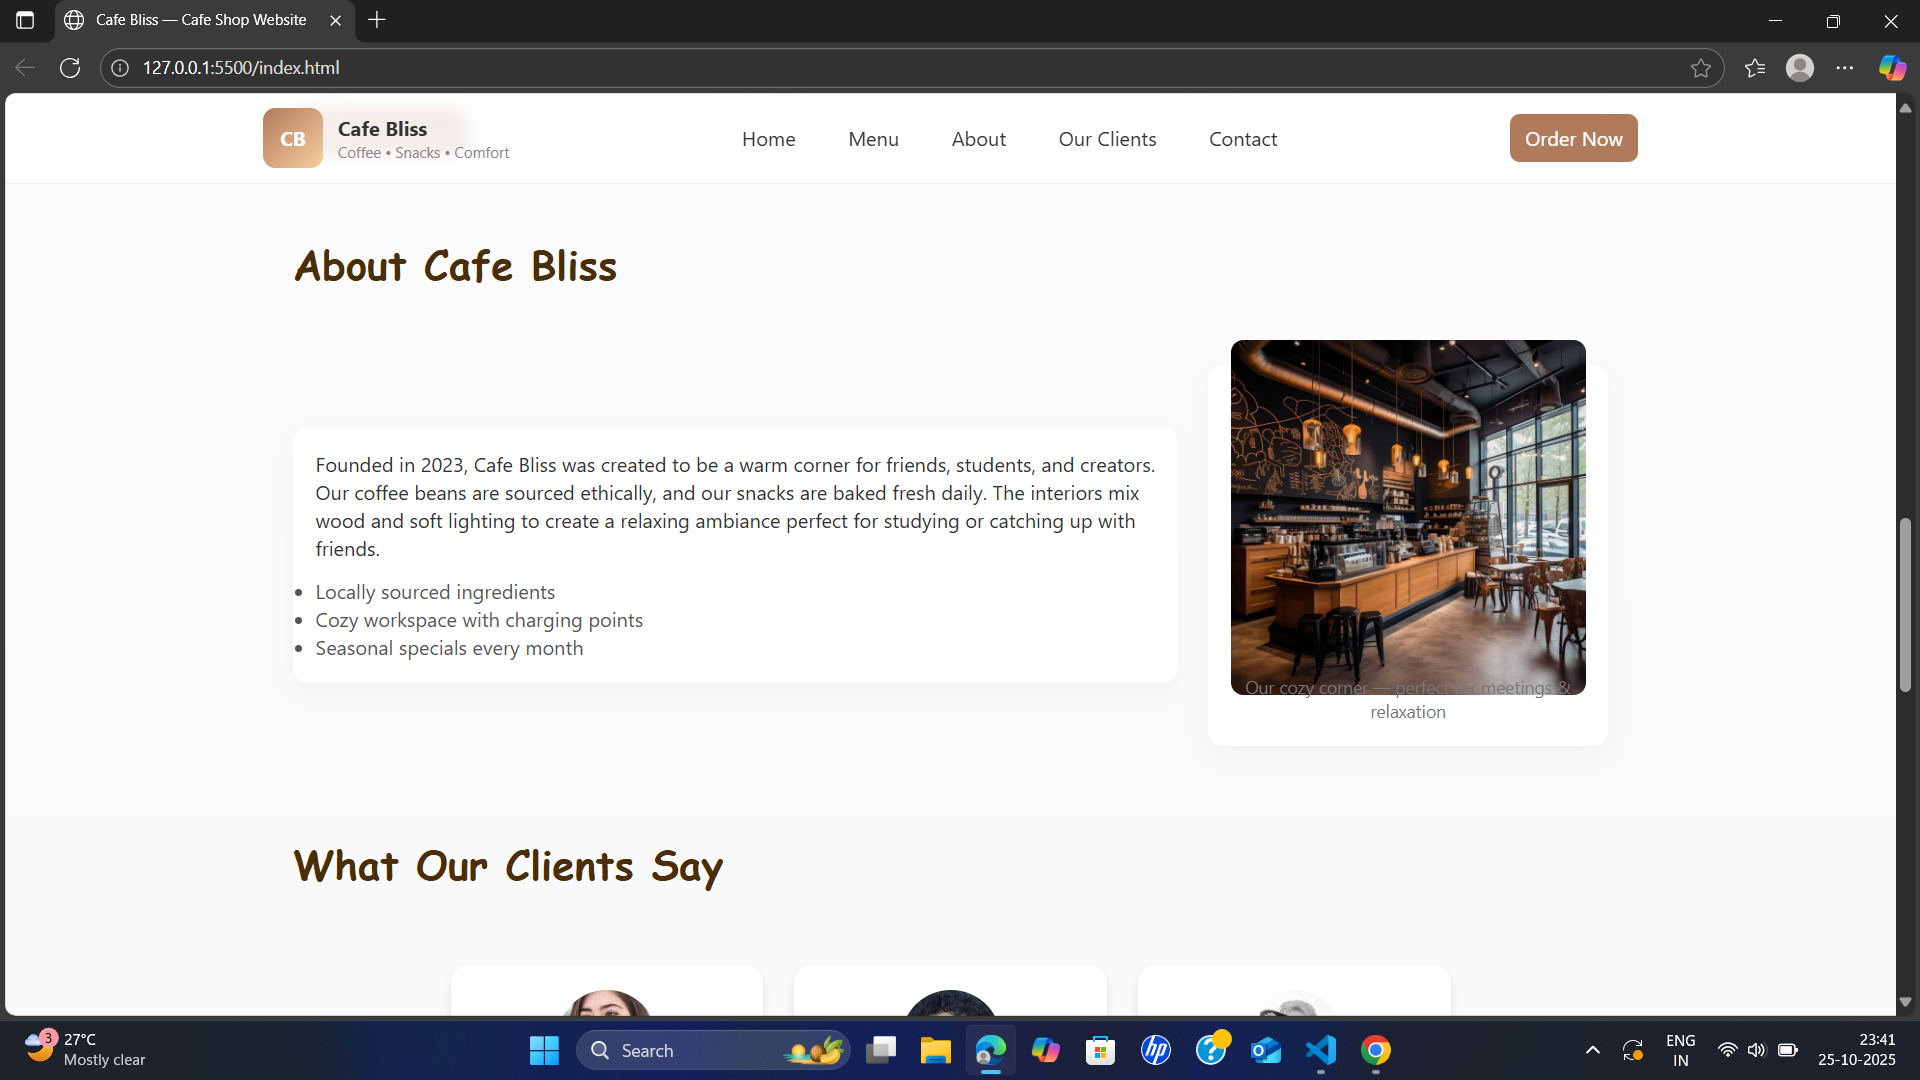 Cafe Bliss — Cafe Shop Website
127.0.0.1:5500/index.html
CB
Cafe Bliss
Coffee • Snacks • Comfort
Home
Menu
About
Our Clients
Contact
Order Now
About Cafe Bliss
Founded in 2023, Cafe Bliss was created to be a warm corner for friends, students, and creators.
Our coffee beans are sourced ethically, and our snacks are baked fresh daily. The interiors mix
wood and soft lighting to create a relaxing ambiance perfect for studying or catching up with
friends.
• Locally sourced ingredients
• Cozy workspace with charging points
• Seasonal specials every month
Our cozy corner — perfect for meetings &
relaxation
What Our Clients Say
3
27°C
Mostly clear
Search
hp
ENG
IN
23:41
25-10-2025